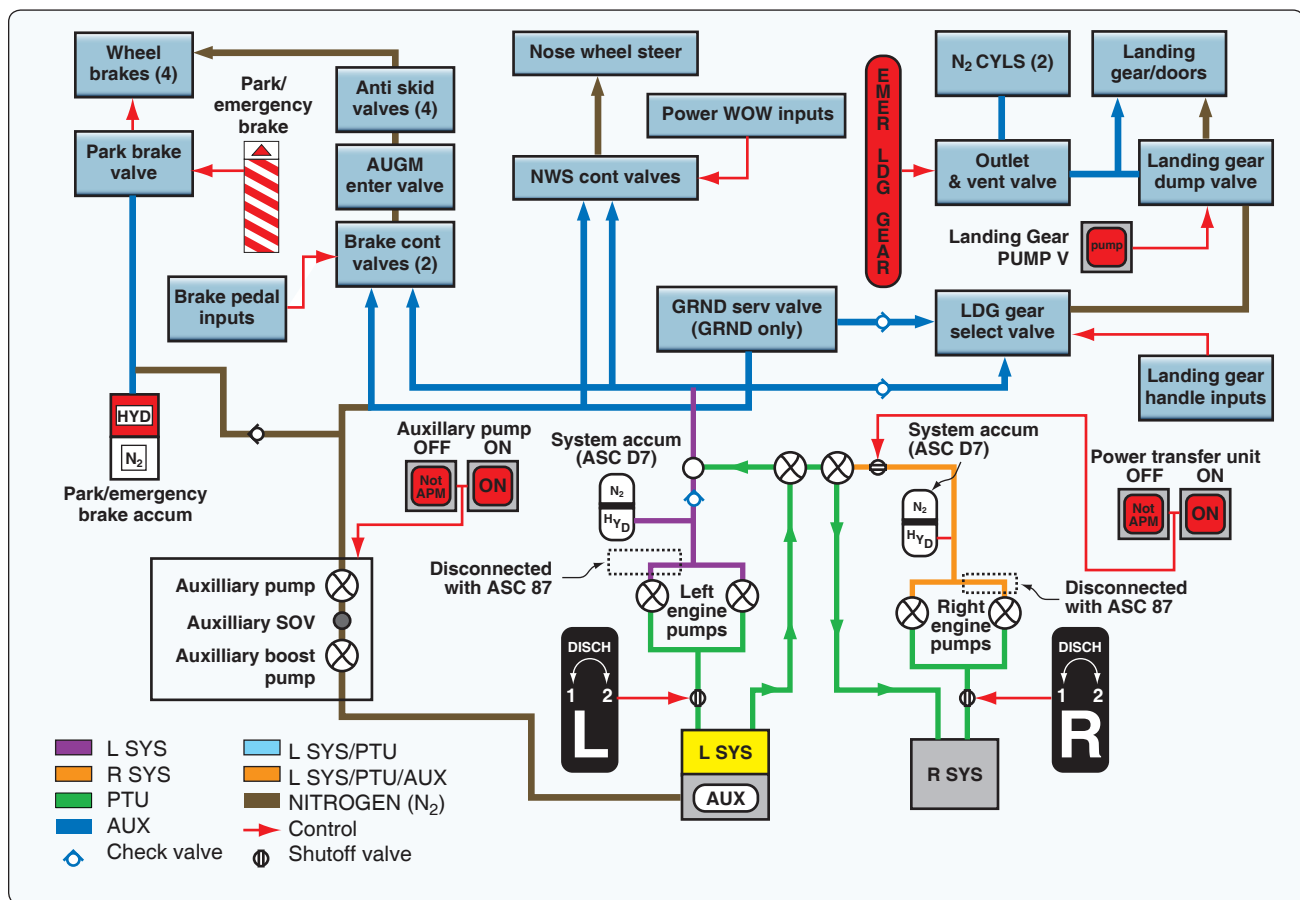 Wheel
brakes (4)
Park/
emergency
brake
Anti skid
valves (4)
Park brake
valve
AUGM
enter valve
Brake cont
valves (2)
Brake pedal
inputs
Nose wheel steer
Power WOW inputs
NWS cont valves
EMER LDG GEAR
N2 CYLS (2)
Landing
gear/doors
Outlet
& vent valve
Landing gear
dump valve
Landing Gear
PUMP V
pump
GRND serv valve
(GRND only)
LDG gear
select valve
Landing gear
handle inputs
HYD
N2
Park/emergency
brake accum
Auxillary pump
OFF ON
Not
APM
ON
System accum
(ASC D7)
N2
HYD
System accum
(ASC D7)
N2
HYD
Power transfer unit
OFF ON
Not
APM
ON
Disconnected
with ASC 87
Left
engine
pumps
Right
engine
pumps
Disconnected
with ASC 87
Auxilliary pump
Auxilliary SOV
Auxilliary boost
pump
DISCH
1 2
L
DISCH
1 2
R
L SYS
AUX
R SYS
L SYS
R SYS
PTU
AUX
Check valve
L SYS/PTU
L SYS/PTU/AUX
NITROGEN (N2)
Control
Shutoff valve